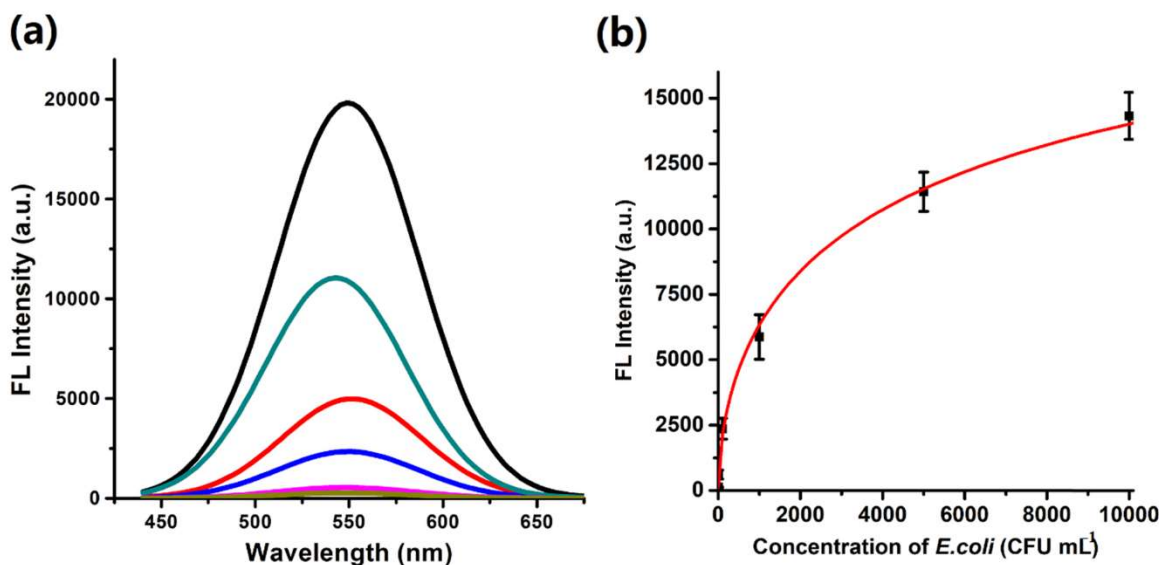 (a)
FL Intensity (a.u.)
20000
15000
10000
5000
0
450 500 550 600 650
Wavelength (nm)
(b)
FL Intensity (a.u.)
15000
12500
10000
7500
5000
2500
0
0 2000 4000 6000 8000 10000
Concentration of E.coli (CFU mL-1)